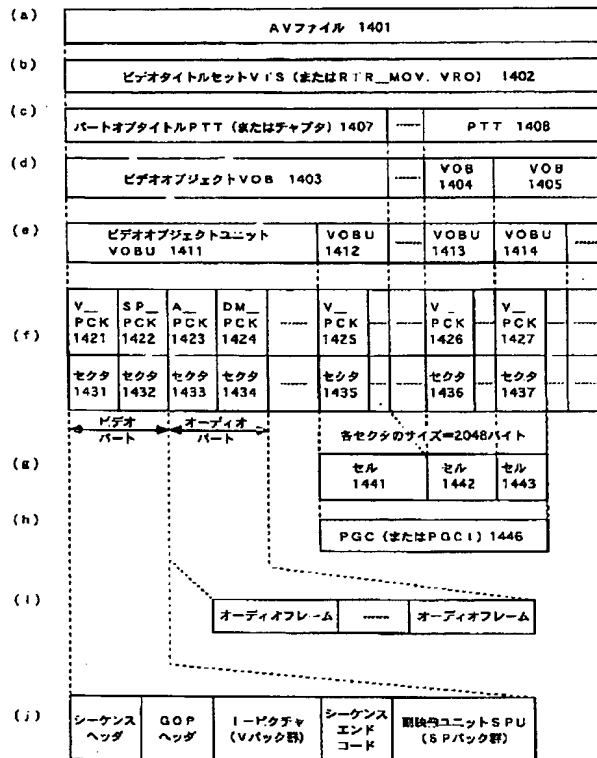 (a)
AVファイル 1401
(b)
ビデオタイトルセットVTS (またはRTR__MOV. VRO) 1402
(c)
パートオブタイトルPTT (またはチャプタ) 1407 ----- PTT 1408
(d)
ビデオオブジェクトVOB 1403 ----- VOB 1404 VOB 1405
(e)
ビデオオブジェクトユニット VOBU 1411 VOBU 1412 ----- VOBU 1413 VOBU 1414 -----
(f)
V__ PCK 1421 SP__ PCK 1422 A__ PCK 1423 DM__ PCK 1424 ----- V__ PCK 1425 ----- V_ PCK 1426 ----- V__ PCK 1427
セクタ 1431 セクタ 1432 セクタ 1433 セクタ 1434 ----- セクタ 1435 ----- セクタ 1436 ----- セクタ 1437
ビデオ パート オーディオ パート
各セクタのサイズ=2048バイト
(g)
セル 1441 セル 1442 セル 1443
(h)
PGC (またはPGCI) 1446
(i)
オーディオフレーム ----- オーディオフレーム
(j)
シーケンス ヘッダ GOP ヘッダ I-ピクチャ (Vパック群) シーケンス エンド コード 副映像ユニットSPU (SPパック群)